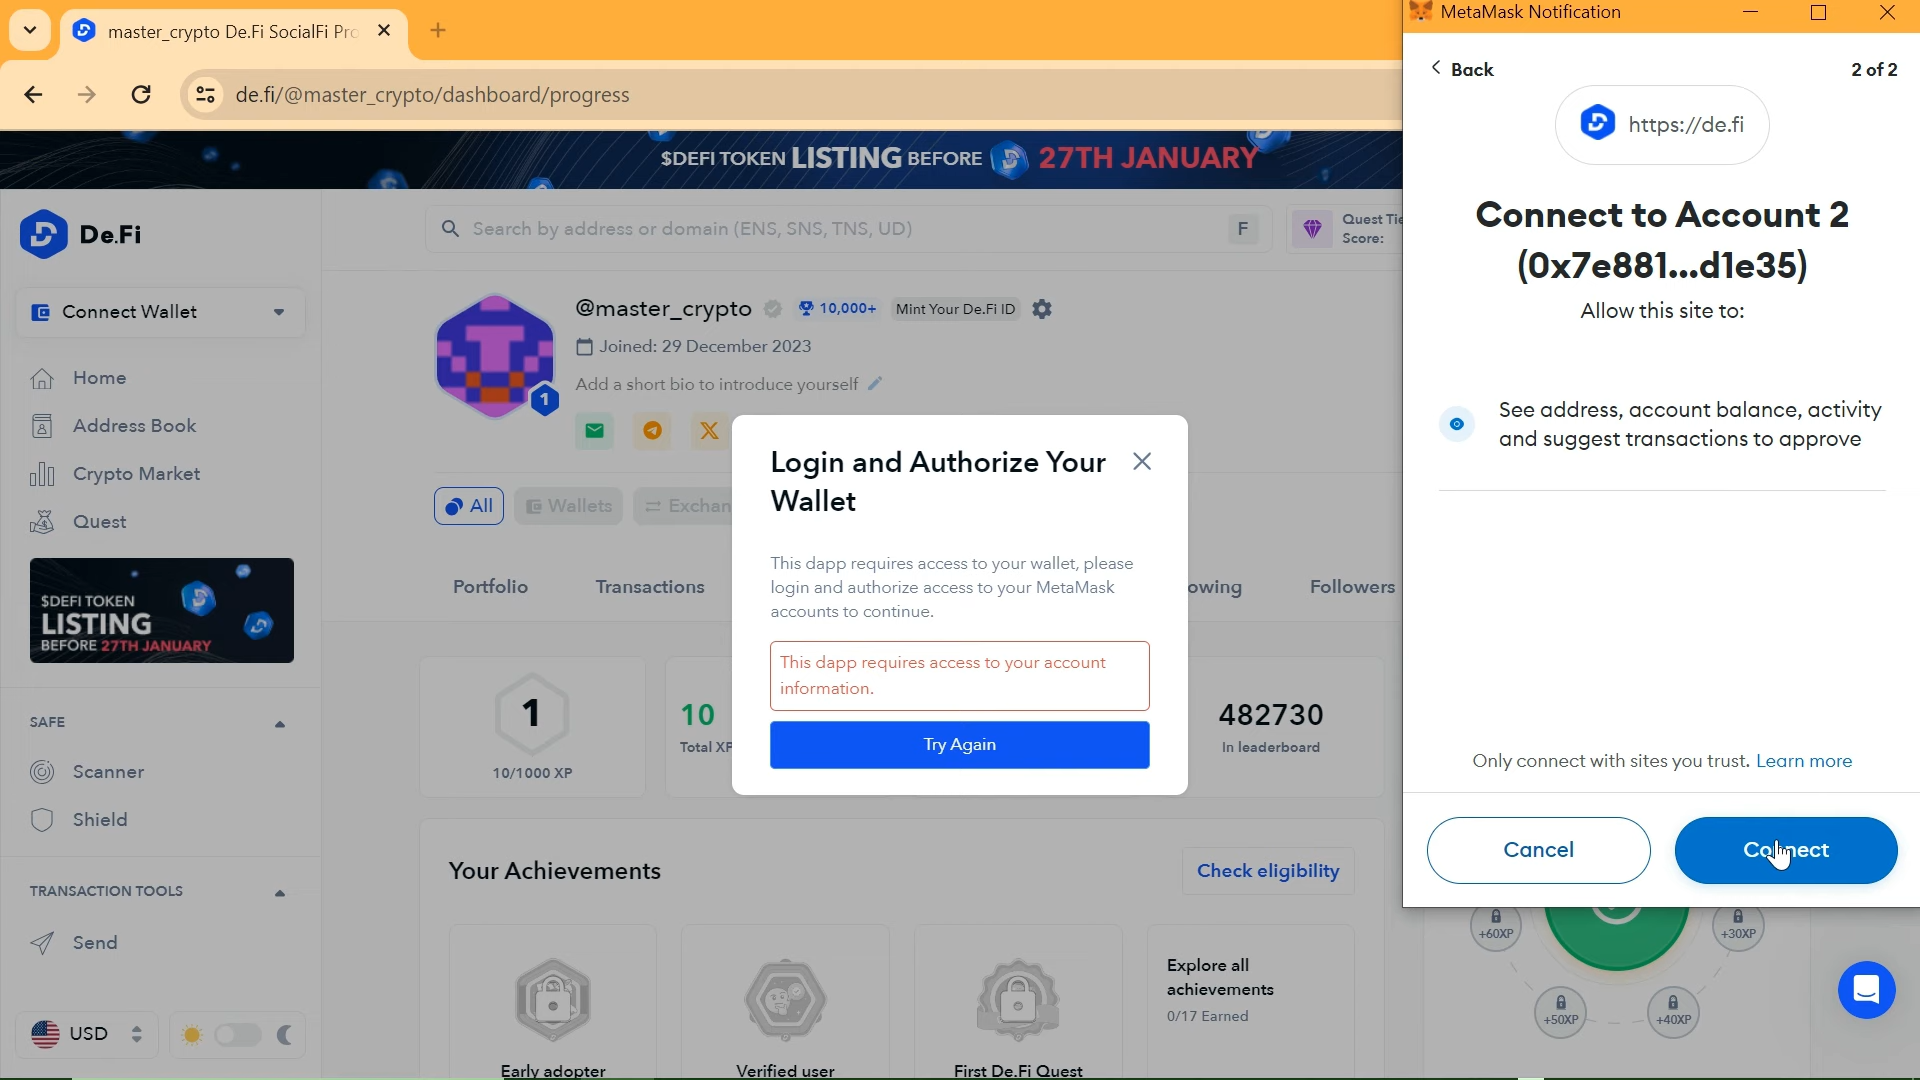 master_crypto De.Fi SocialFi Pro
de.fi/@master_crypto/dashboard/progress
$DEFI TOKEN LISTING BEFORE 27TH JANUARY
De.Fi
Search by address or domain (ENS, SNS, TNS, UD)
F
Quest Tie
Score:
Connect Wallet
@master_crypto
10,000+
Mint Your De.Fi ID
Joined: 29 December 2023
Add a short bio to introduce yourself
1
Home
Address Book
Crypto Market
Quest
All
Wallets
Exchan
$DEFI TOKEN
LISTING
BEFORE 27TH JANUARY
Portfolio
Transactions
owing
Followers
Login and Authorize Your
Wallet
This dapp requires access to your wallet, please
login and authorize access to your MetaMask
accounts to continue.
This dapp requires access to your account
information.
Try Again
1
10/1000 XP
10
Total XP
482730
In leaderboard
SAFE
Scanner
Shield
TRANSACTION TOOLS
Send
USD
Your Achievements
Check eligibility
Early adopter
Verified user
First De.Fi Quest
Explore all
achievements
0/17 Earned
MetaMask Notification
Back
2 of 2
https://de.fi
Connect to Account 2
(0x7e881...d1e35)
Allow this site to:
See address, account balance, activity
and suggest transactions to approve
Only connect with sites you trust. Learn more
Cancel
Connect
+60XP
+30XP
+50XP
+40XP